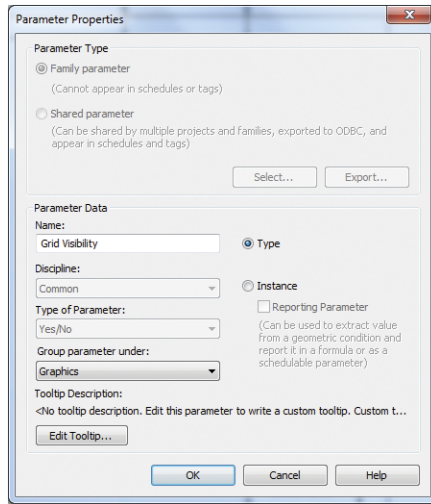 Parameter Properties
Parameter Type
Family parameter
(Cannot appear in schedules or tags)
Shared parameter
(Can be shared by multiple projects and families, exported to ODBC, and
appear in schedules and tags)
Select...
Export...
Parameter Data
Name:
Grid Visibility
Type
Discipline:
Common
Instance
Reporting Parameter
(Can be used to extract value
from a geometric condition and
report it in a formula or as a
schedulable parameter)
Type of Parameter:
Yes/No
Group parameter under:
Graphics
Tooltip Description:
<No tooltip description. Edit this parameter to write a custom tooltip. Custom t...
Edit Tooltip...
OK
Cancel
Help